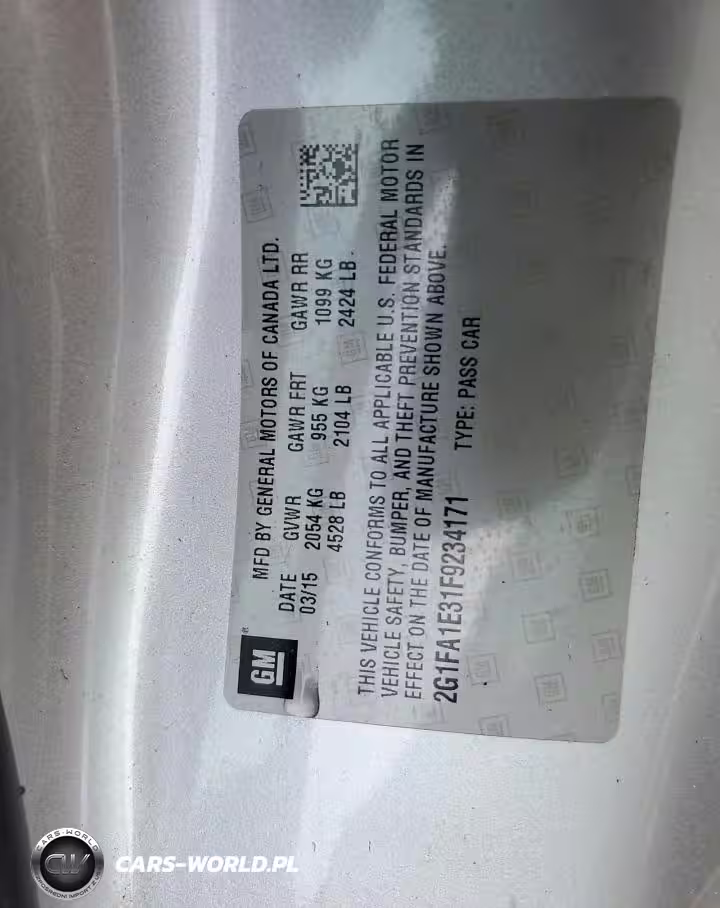 GM
MFD BY GENERAL MOTORS OF CANADA LTD.
DATE GVWR GAWR FRT GAWR RR
03/15 2054 KG 955 KG 1099 KG
4528 LB 2104 LB 2424 LB.
THIS VEHICLE CONFORMS TO ALL APPLICABLE U.S. FEDERAL MOTOR
VEHICLE SAFETY, BUMPER, AND THEFT PREVENTION STANDARDS IN
EFFECT ON THE DATE OF MANUFACTURE SHOWN ABOVE.
2G1FA1E31F9234171 TYPE: PASS CAR
CARS-WORLD
CW
CARS-WORLD.PL